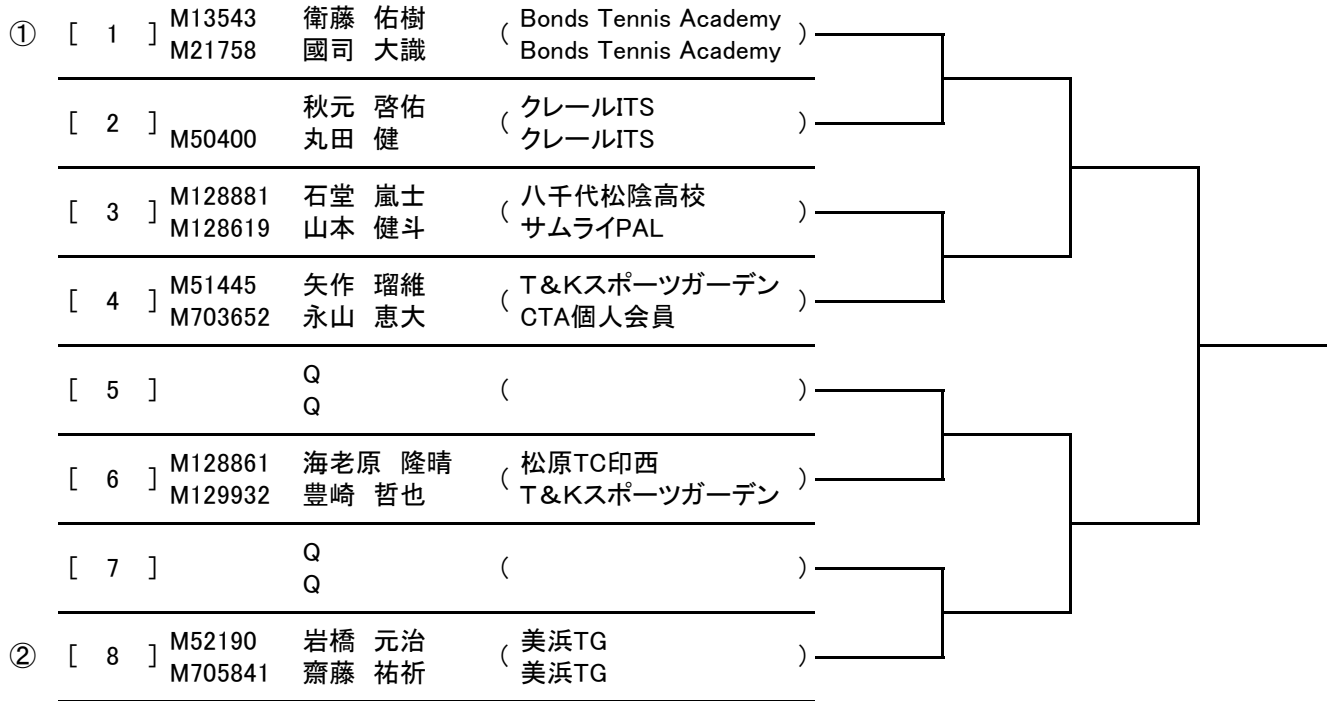 M13543 衛藤 佑樹 Bonds Tennis Academy
① [ 1 ] ( )
M21758 國司 大識 Bonds Tennis Academy
秋元 啓佑 クレールITS
[ 2 ] ( )
M50400 丸田 健 クレールITS
M128881 石堂 嵐士 八千代松陰高校
[ 3 ] ( )
M128619 山本 健斗 サムライPAL
M51445 矢作 瑠維 T&Kスポーツガーデン
[ 4 ] ( )
M703652 永山 恵大 CTA個人会員
Q
[ 5 ] ( )
Q
M128861 海老原 隆晴 松原TC印西
[ 6 ] ( )
M129932 豊崎 哲也 T&Kスポーツガーデン
Q
[ 7 ] ( )
Q
M52190 岩橋 元治 美浜TG
② [ 8 ] ( )
M705841 齋藤 祐祈 美浜TG